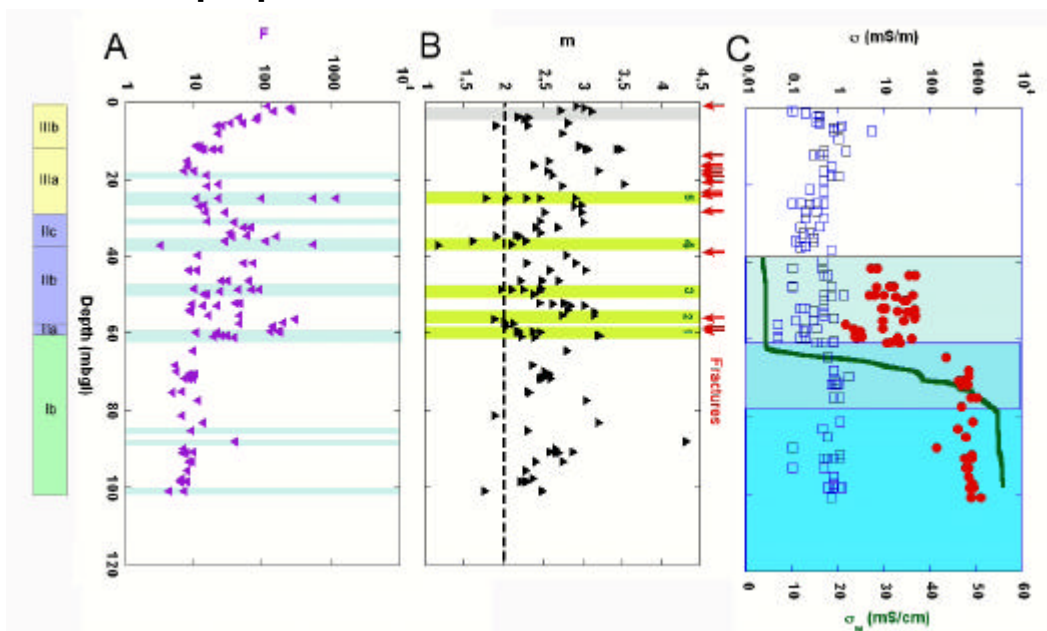 A
F
1
10
100
1000
10⁴
B
m
1
1.5
2
2.5
3
3.5
4
4.5
C
σ (mS/m)
0.01
0.1
1
10
100
1000
10⁴
0
20
40
60
80
100
120
Depth (mbgl)
IIIb
IIIa
IIc
IIb
IIa
Ib
5
4
3
2
1
Fractures
0
10
20
30
40
50
60
(mS/cm)